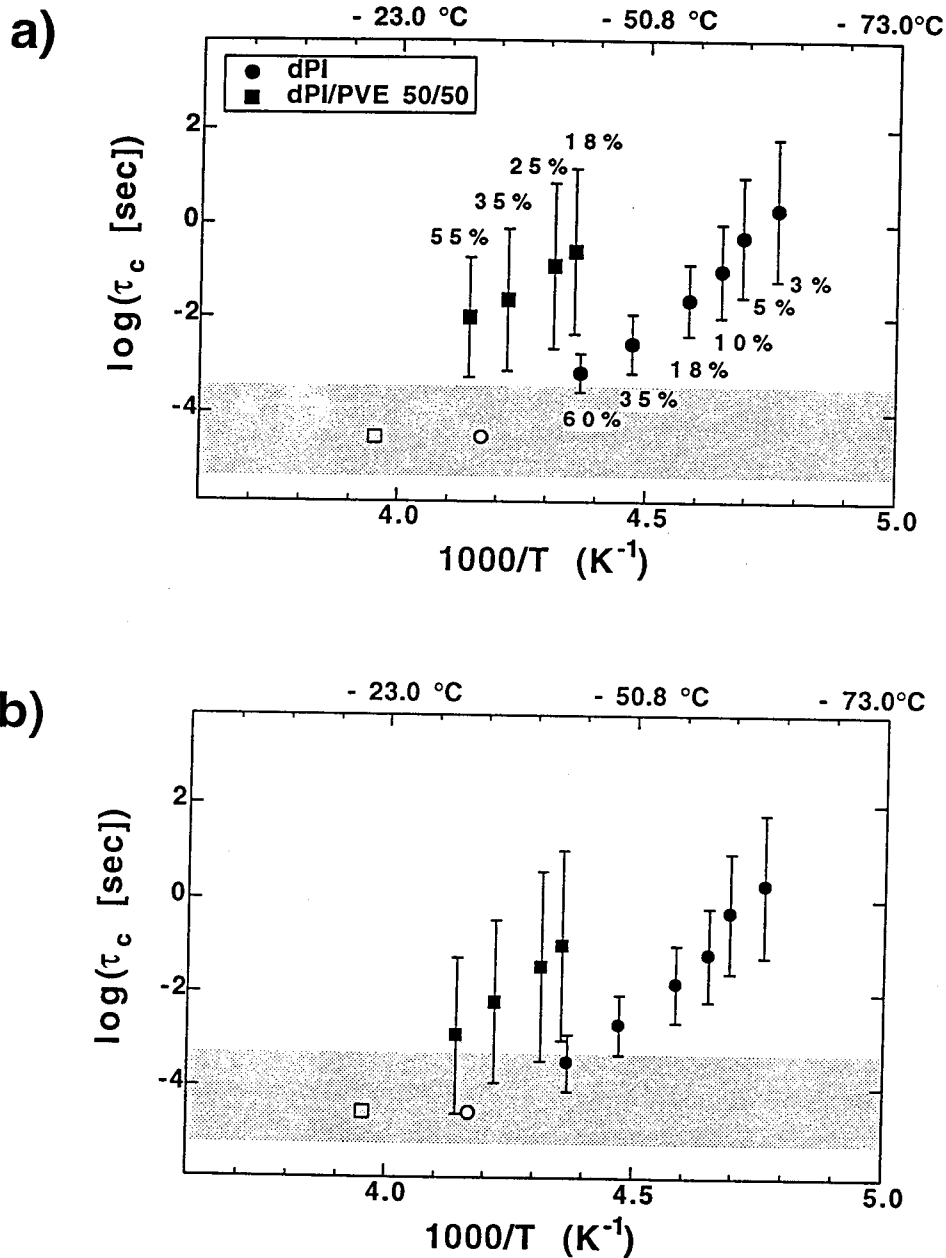 a)
- 23.0 °C - 50.8 °C - 73.0 °C
dPI
dPI/PVE 50/50
2
0
-2
-4
log(τc [sec])
18%
25%
35%
55%
3%
5%
10%
18%
35%
60%
4.0 4.5 5.0
1000/T (K-1)
b)
- 23.0 °C - 50.8 °C - 73.0°C
2
0
-2
-4
log(τc [sec])
4.0 4.5 5.0
1000/T (K-1)